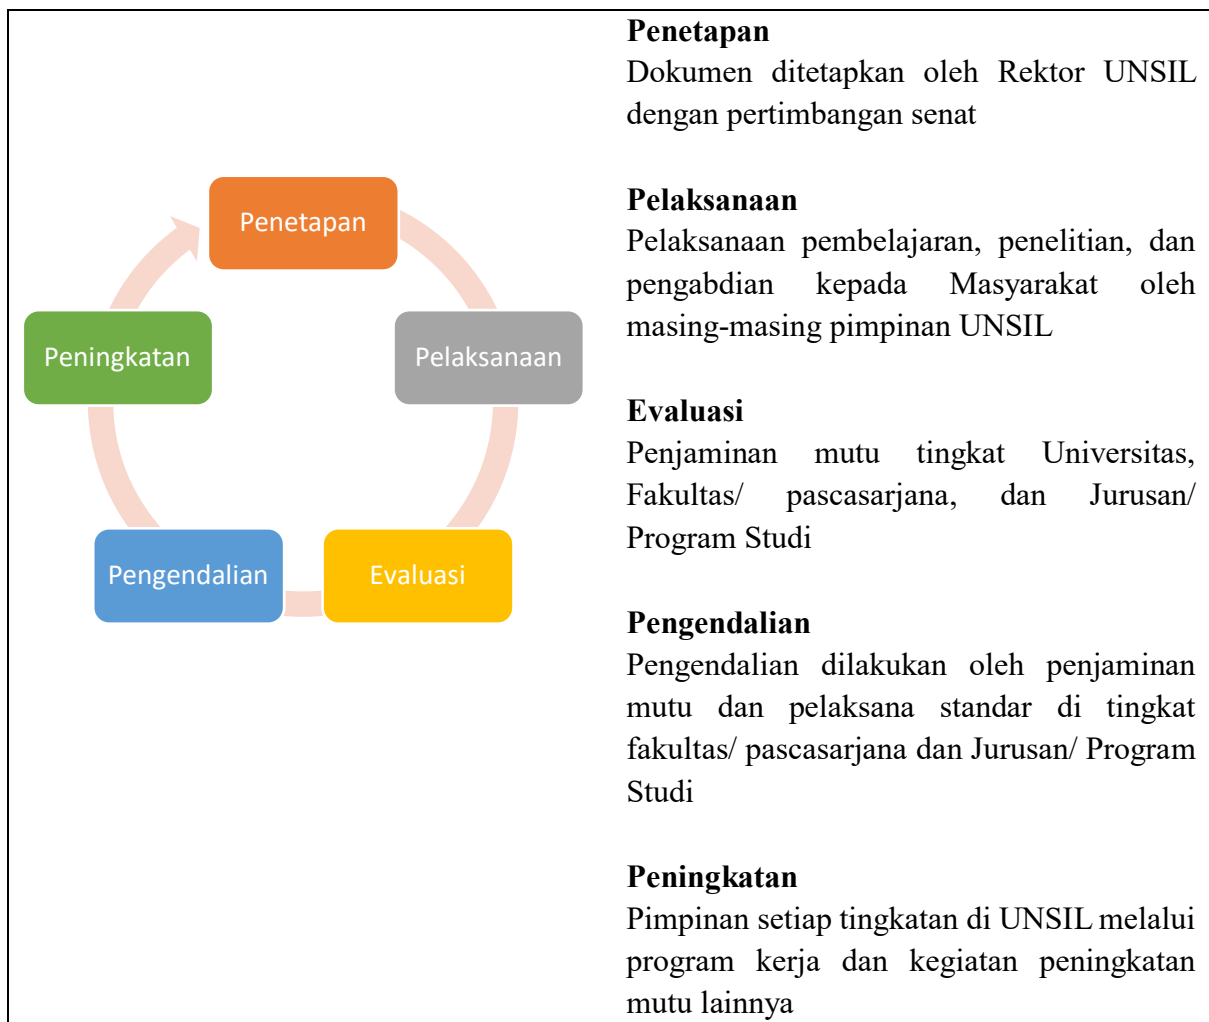 Penetapan
Pelaksanaan
Evaluasi
Pengendalian
Peningkatan
Penetapan
Dokumen ditetapkan oleh Rektor UNSIL
dengan pertimbangan senat
Pelaksanaan
Pelaksanaan pembelajaran, penelitian, dan
pengabdian kepada Masyarakat oleh
masing-masing pimpinan UNSIL
Evaluasi
Penjaminan mutu tingkat Universitas,
Fakultas/ pascasarjana, dan Jurusan/
Program Studi
Pengendalian
Pengendalian dilakukan oleh penjaminan
mutu dan pelaksana standar di tingkat
fakultas/ pascasarjana dan Jurusan/ Program
Studi
Peningkatan
Pimpinan setiap tingkatan di UNSIL melalui
program kerja dan kegiatan peningkatan
mutu lainnya